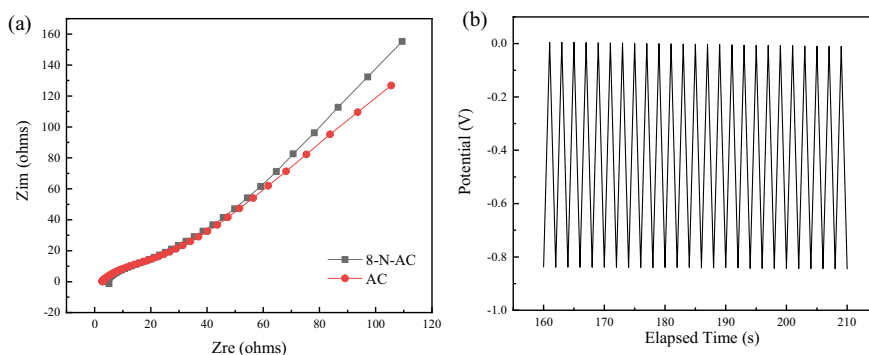 (a)
160
140
120
100
80
60
40
20
0
-20
Zim (ohms)
8-N-AC
AC
0 20 40 60 80 100 120
Zre (ohms)
(b)
0.0
-0.2
-0.4
-0.6
-0.8
-1.0
Potential (V)
160 170 180 190 200 210
Elapsed Time (s)